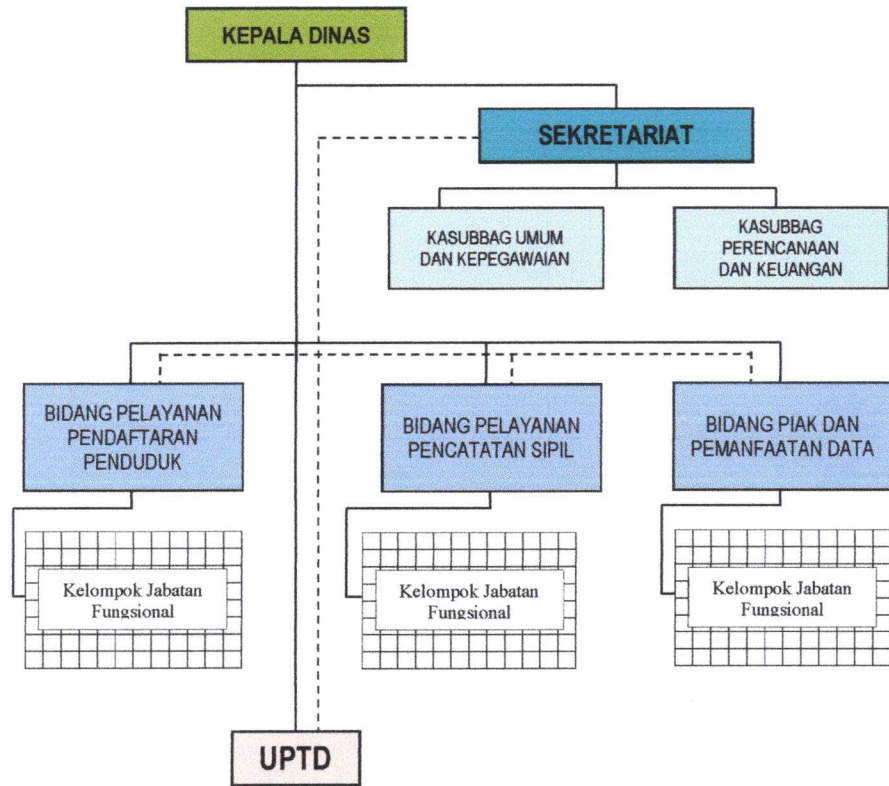 KEPALA DINAS
SEKRETARIAT
KASUBBAG UMUM
DAN KEPEGAWAIAN
KASUBBAG
PERENCANAAN
DAN KEUANGAN
BIDANG PELAYANAN
PENDAFTARAN
PENDUDUK
BIDANG PELAYANAN
PENCATATAN SIPIL
BIDANG PIAK DAN
PEMANFAATAN DATA
Kelompok Jabatan
Fungsional
Kelompok Jabatan
Fungsional
Kelompok Jabatan
Fungsional
UPTD